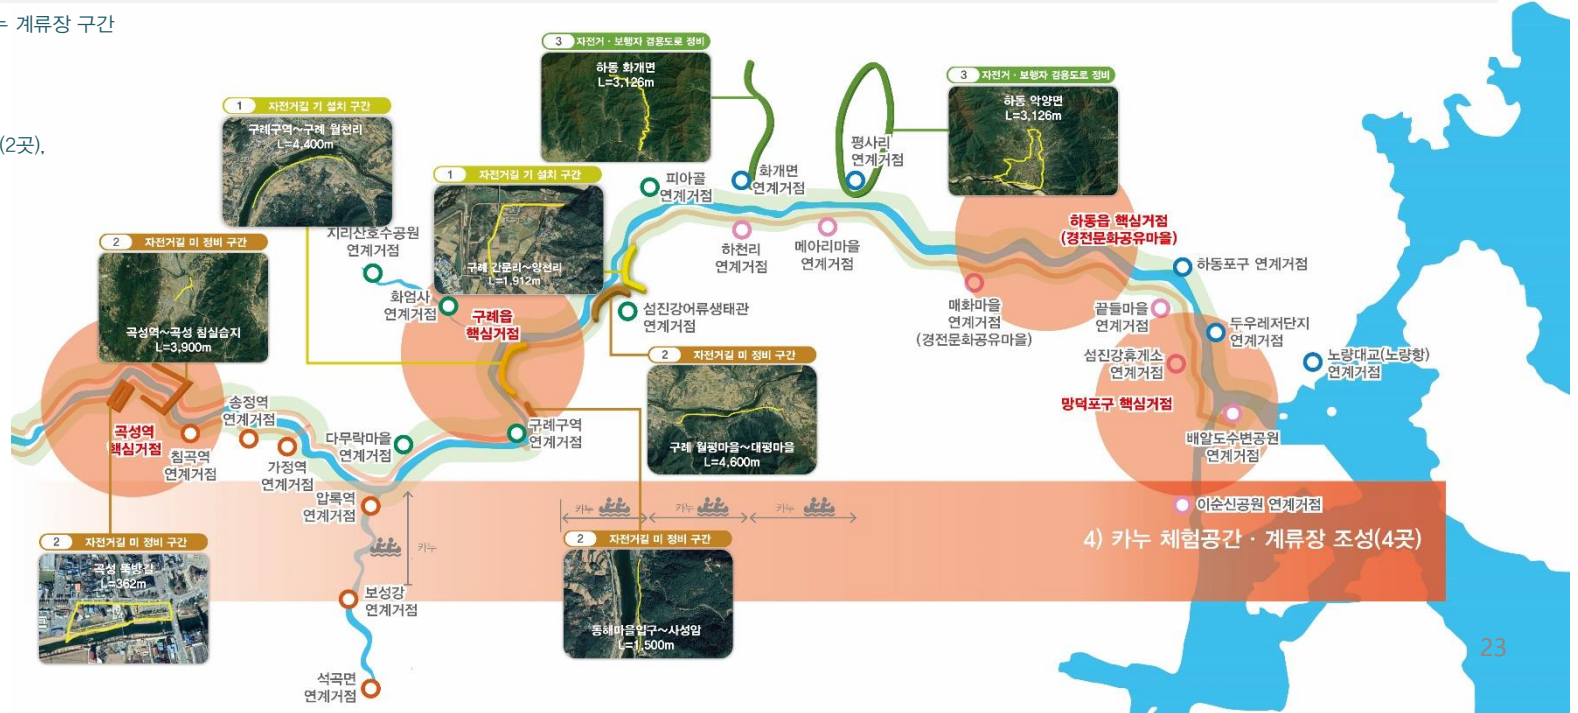 계류장 구간
(2곳),
3 자전거 · 보행자 겸용도로 정비
하동 화개면
L=3,126m
3 자전거 · 보행자 겸용도로 정비
하동 악양면
L=3,126m
1 자전거길 기 설치 구간
구례구역~구례 월천리
L=4,400m
1 자전거길 기 설치 구간
구례 간문리~양천리
L=1,912m
2 자전거길 미 정비 구간
곡성역~곡성 침실습지
L=3,900m
평사리
연계거점
피아골
연계거점
화개면
연계거점
지리산호수공원
연계거점
화엄사
연계거점
구례읍
핵심거점
하천리
연계거점
메아리마을
연계거점
하동읍 핵심거점
(경전문화공유마을)
하동포구 연계거점
매화마을
연계거점
(경전문화공유마을)
끝들마을
연계거점
두우레저단지
연계거점
섬진강어류생태관
연계거점
섬진강휴게소
연계거점
노량대교(노량항)
연계거점
망덕포구 핵심거점
배알도수변공원
연계거점
2 자전거길 미 정비 구간
구례 월평마을~대평마을
L=4,600m
곡성역
핵심거점
침곡역
연계거점
송정역
연계거점
가정역
연계거점
다무락마을
연계거점
구례구역
연계거점
압록역
연계거점
카누
카누
카누
카누
이순신공원 연계거점
4) 카누 체험공간 · 계류장 조성(4곳)
2 자전거길 미 정비 구간
곡성 뚝방길
L=362m
2 자전거길 미 정비 구간
동해마을입구~사성암
L=1,500m
보성강
연계거점
석곡면
연계거점
23